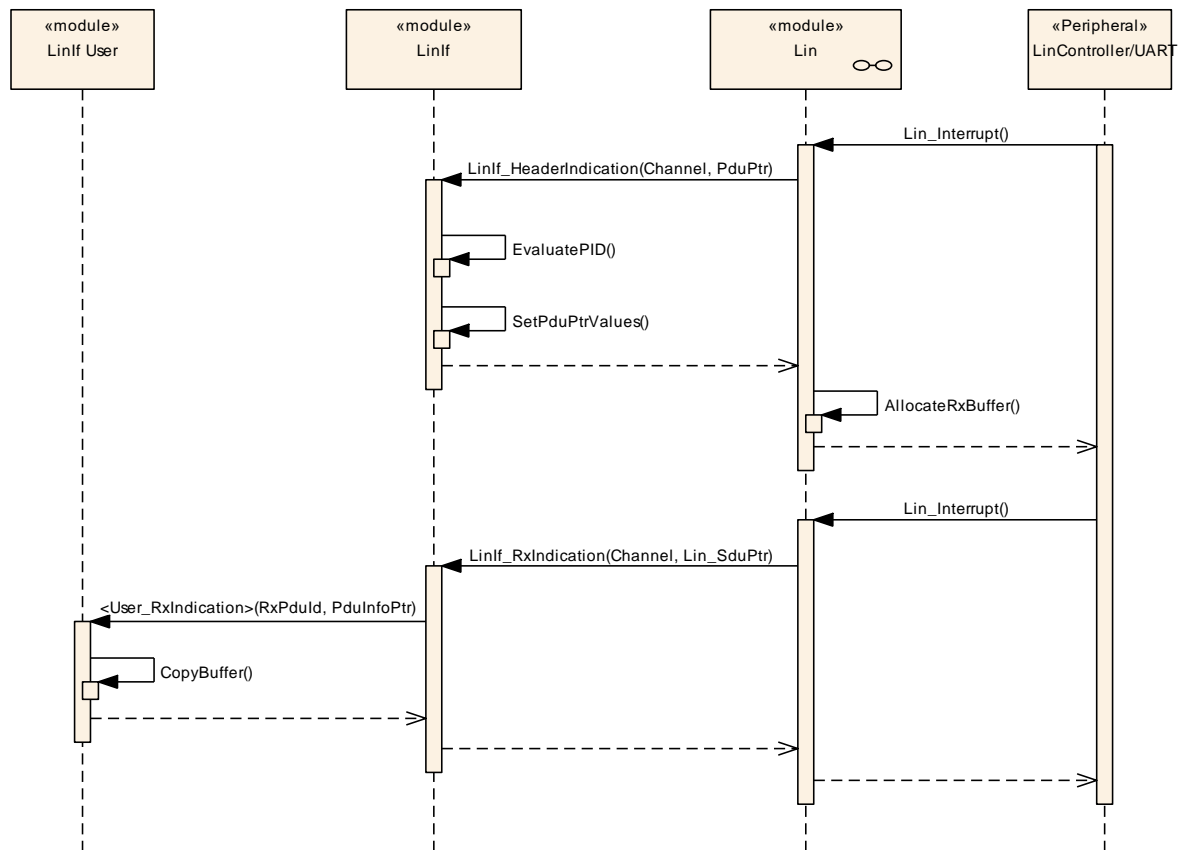 «module»
LinIf User
«module»
LinIf
«module»
Lin
«Peripheral»
LinController/UART
Lin_Interrupt()
LinIf_HeaderIndication(Channel, PduPtr)
EvaluatePID()
SetPduPtrValues()
AllocateRxBuffer()
Lin_Interrupt()
LinIf_RxIndication(Channel, Lin_SduPtr)
<User_RxIndication>(RxPduId, PduInfoPtr)
CopyBuffer()